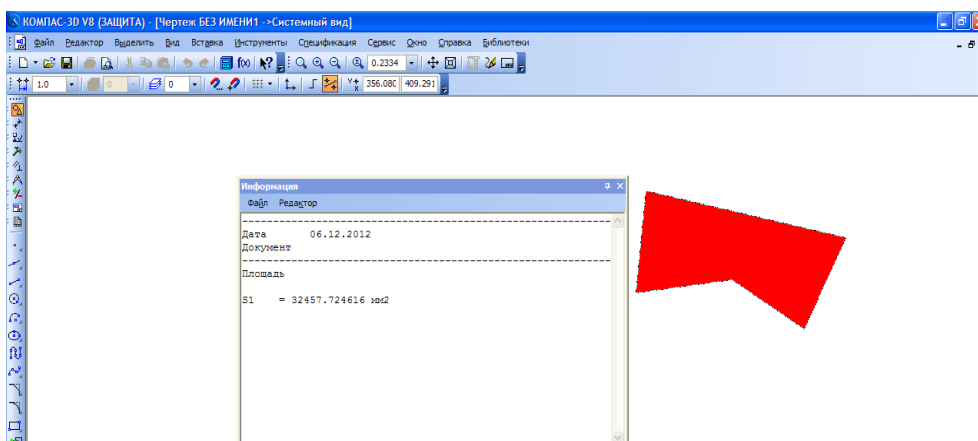 КОМПАС-3D V8 (ЗАЩИТА) - [Чертеж БЕЗ ИМЕНИ1 ->Системный вид]
Файл Редактор Выделить Вид Вставка Инструменты Спецификация Сервис Окно Справка Библиотеки
f(x) 0.2334
1.0 0 0 356.080 409.291
Информация
Файл Редактор
Дата 06.12.2012
Документ
Площадь
S1 = 32457.724616 мм2